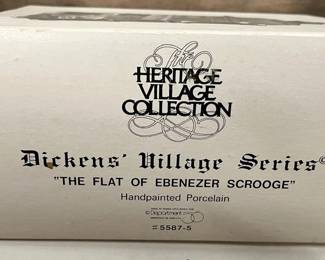 The
HERITAGE
VILLAGE
COLLECTION
Dickens' Village Series©
"THE FLAT OF EBENEZER SCROOGE"
Handpainted Porcelain
©Department 56
#5587-5